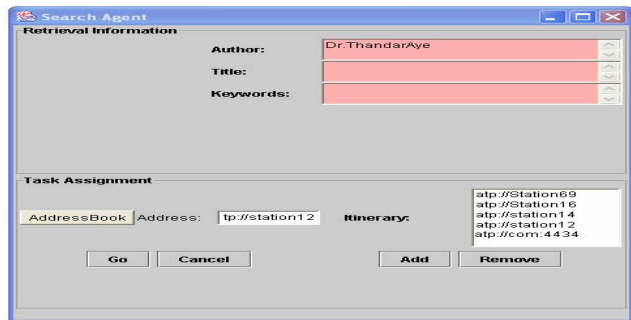 Search Agent
Retrieval Information
Author: Dr.ThandarAye
Title:
Keywords:
Task Assignment
AddressBook Address: tp://station12 Itinerary:
atp://Station69
atp://Station16
atp://station14
atp://station12
atp://com:4434
Go Cancel Add Remove